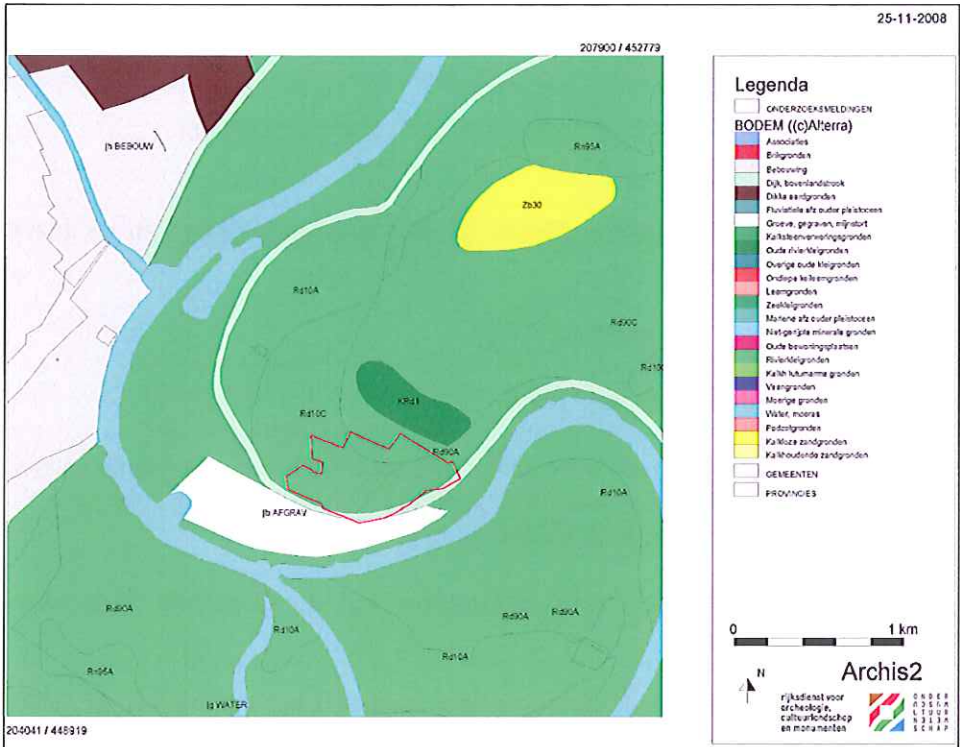 25-11-2008
207900 / 452779
|h BEBOUW
Rn95A
Zb30
Rd10A
Rd90C
Rd10C
KRd1
Rd10C
Rd90A
Rd10A
|b AFGRAV
Rd90A
Rd10A
Rd90A
Rd90A
Rn95A
Rd10A
|g WATER
204041 / 448919
Legenda
ONDERZOEKSMELDINGEN
BODEM ((c)Alterra)
Associaties
Brikgronden
Bebouwing
Dijk, bovenlandstrook
Dikke eerdgronden
Fluviatiele afz ouder pleistoceen
Groeve, gegraven, mijnstort
Kalksteenverweringsgronden
Oude rivierkleigronden
Overige oude kleigronden
Ondiepe keileemgronden
Leemgronden
Zeekleigronden
Mariene afz ouder pleistoceen
Niet-gerijpte minerale gronden
Oude bewoningsplaatsen
Rivierkleigronden
Kalkh lutumarme gronden
Veengronden
Moerige gronden
Water, moeras
Podzolgronden
Kalkloze zandgronden
Kalkhoudende zandgronden
GEMEENTEN
PROVINCIES
0 1 km
N
Archis2
rijksdienst voor
archeologie,
cultuurlandschap
en monumenten